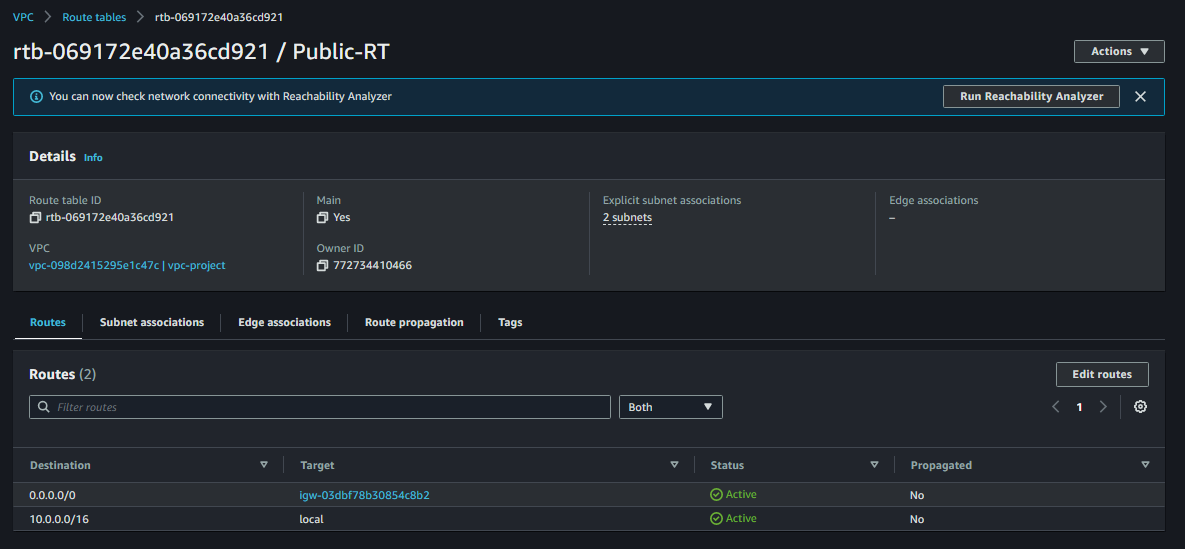 VPC > Route tables > rtb-069172e40a36cd921
rtb-069172e40a36cd921 / Public-RT
Actions
You can now check network connectivity with Reachability Analyzer
Run Reachability Analyzer
Details Info
Route table ID
rtb-069172e40a36cd921
Main
Yes
Explicit subnet associations
2 subnets
Edge associations
–
VPC
vpc-098d2415295e1c47c | vpc-project
Owner ID
772734410466
Routes
Subnet associations
Edge associations
Route propagation
Tags
Routes (2)
Edit routes
Filter routes
Both
1
Destination Target Status Propagated
0.0.0.0/0 igw-03dbf78b30854c8b2 Active No
10.0.0.0/16 local Active No